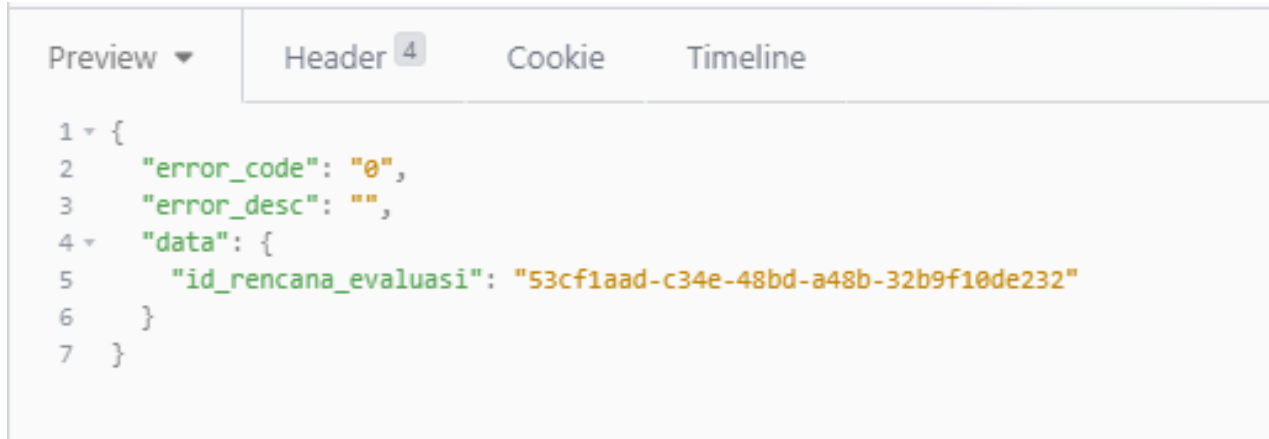 Preview Header 4 Cookie Timeline
1 {
2 "error_code": "0",
3 "error_desc": "",
4 "data": {
5 "id_rencana_evaluasi": "53cf1aad-c34e-48bd-a48b-32b9f10de232"
6 }
7 }